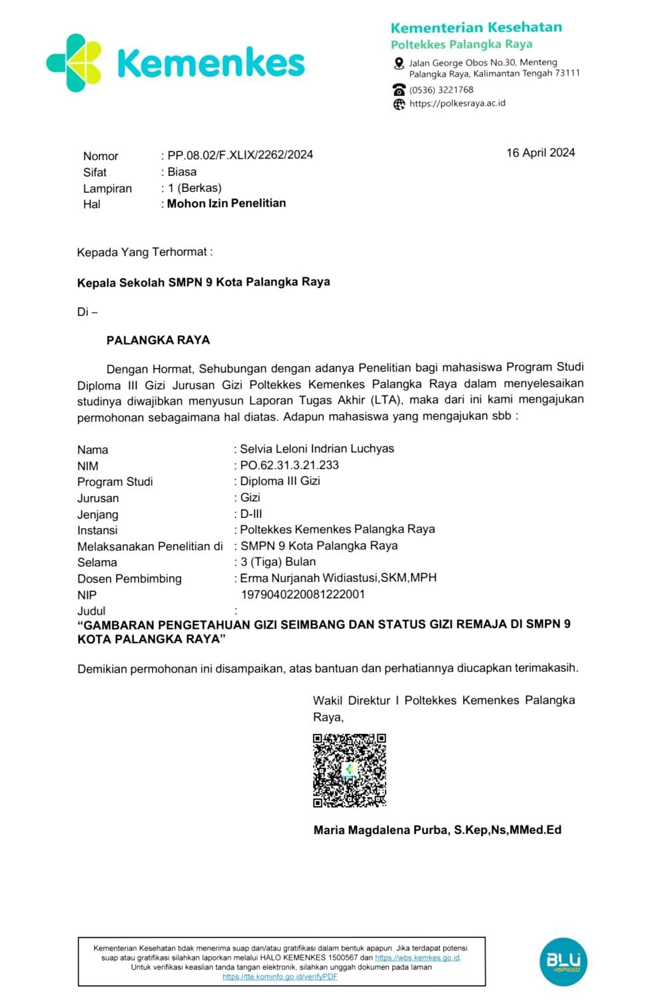 Kemenkes
Kementerian Kesehatan
Poltekkes Palangka Raya
Jalan George Obos No.30, Menteng
Palangka Raya, Kalimantan Tengah 73111
(0536) 3221768
https://polkesraya.ac.id
Nomor : PP.08.02/F.XLIX/2262/2024 16 April 2024
Sifat : Biasa
Lampiran : 1 (Berkas)
Hal : Mohon Izin Penelitian
Kepada Yang Terhormat :
Kepala Sekolah SMPN 9 Kota Palangka Raya
Di –
PALANGKA RAYA
Dengan Hormat, Sehubungan dengan adanya Penelitian bagi mahasiswa Program Studi
Diploma III Gizi Jurusan Gizi Poltekkes Kemenkes Palangka Raya dalam menyelesaikan
studinya diwajibkan menyusun Laporan Tugas Akhir (LTA), maka dari ini kami mengajukan
permohonan sebagaimana hal diatas. Adapun mahasiswa yang mengajukan sbb :
Nama : Selvia Leloni Indrian Luchyas
NIM : PO.62.31.3.21.233
Program Studi : Diploma III Gizi
Jurusan : Gizi
Jenjang : D-III
Instansi : Poltekkes Kemenkes Palangka Raya
Melaksanakan Penelitian di : SMPN 9 Kota Palangka Raya
Selama : 3 (Tiga) Bulan
Dosen Pembimbing : Erma Nurjanah Widiastusi,SKM,MPH
NIP 1979040220081222001
Judul :
“GAMBARAN PENGETAHUAN GIZI SEIMBANG DAN STATUS GIZI REMAJA DI SMPN 9
KOTA PALANGKA RAYA”
Demikian permohonan ini disampaikan, atas bantuan dan perhatiannya diucapkan terimakasih.
Wakil Direktur I Poltekkes Kemenkes Palangka
Raya,
Maria Magdalena Purba, S.Kep,Ns,MMed.Ed
Kementerian Kesehatan tidak menerima suap dan/atau gratifikasi dalam bentuk apapun. Jika terdapat potensi
suap atau gratifikasi silahkan laporkan melalui HALO KEMENKES 1500567 dan https://wbs.kemkes.go.id.
Untuk verifikasi keaslian tanda tangan elektronik, silahkan unggah dokumen pada laman
https://tte.kominfo.go.id/verifyPDF
BLU
SPEED